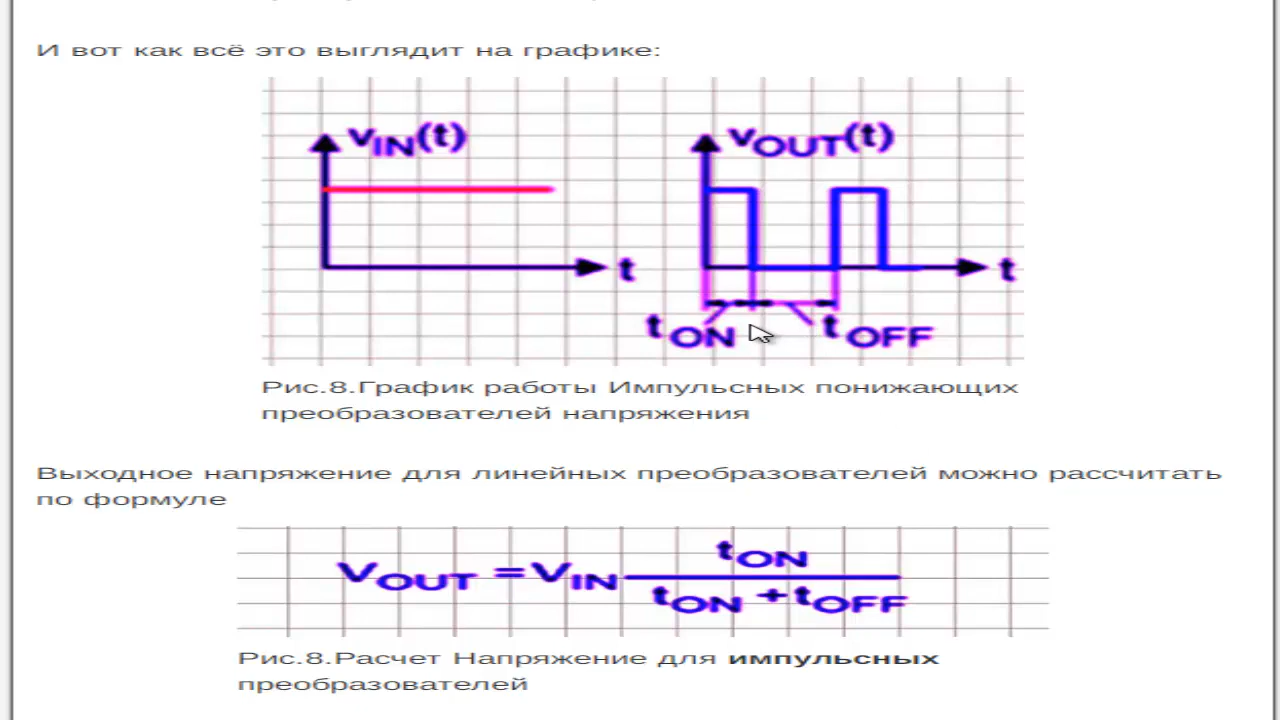 И вот как всё это выглядит на графике:
vIN(t) vOUT(t)
t t
tON tOFF
Рис.8.График работы Импульсных понижающих
преобразователей напряжения
Выходное напряжение для линейных преобразователей можно рассчитать
по формуле
tON
VOUT =VIN
tON +tOFF
Рис.8.Расчет Напряжение для импульсных
преобразователей